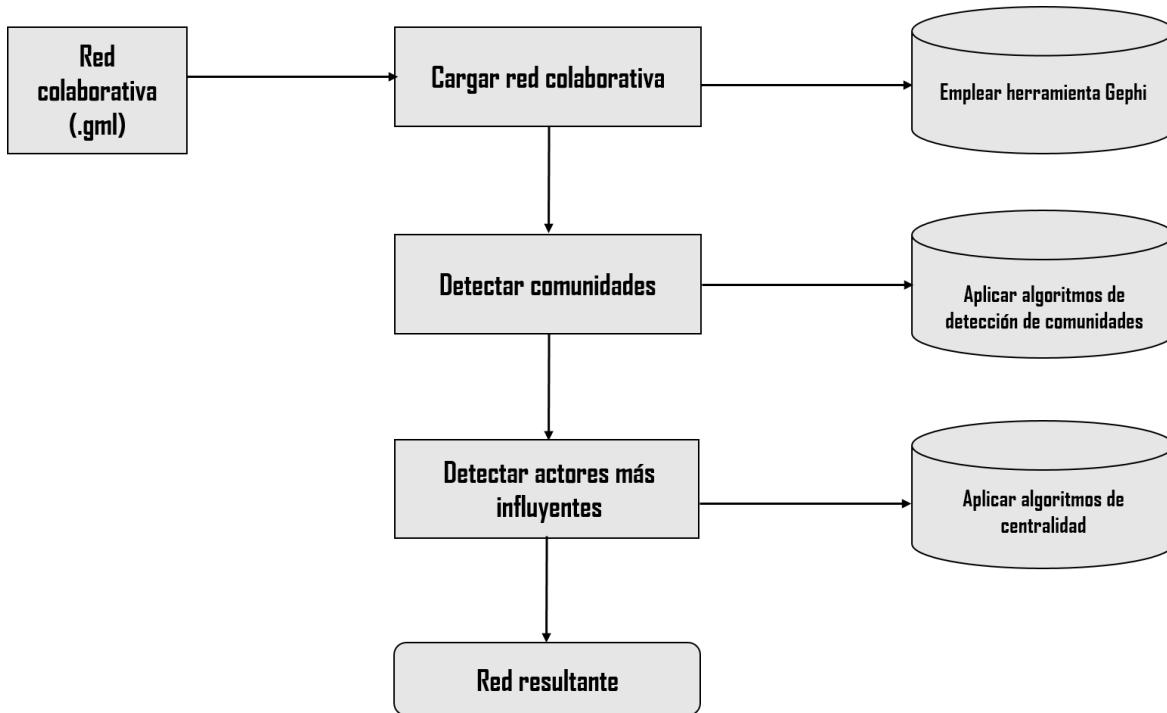 Red
colaborativa
(.gml)
Cargar red colaborativa
Emplear herramienta Gephi
Detectar comunidades
Aplicar algoritmos de
detección de comunidades
Detectar actores más
influyentes
Aplicar algoritmos de
centralidad
Red resultante